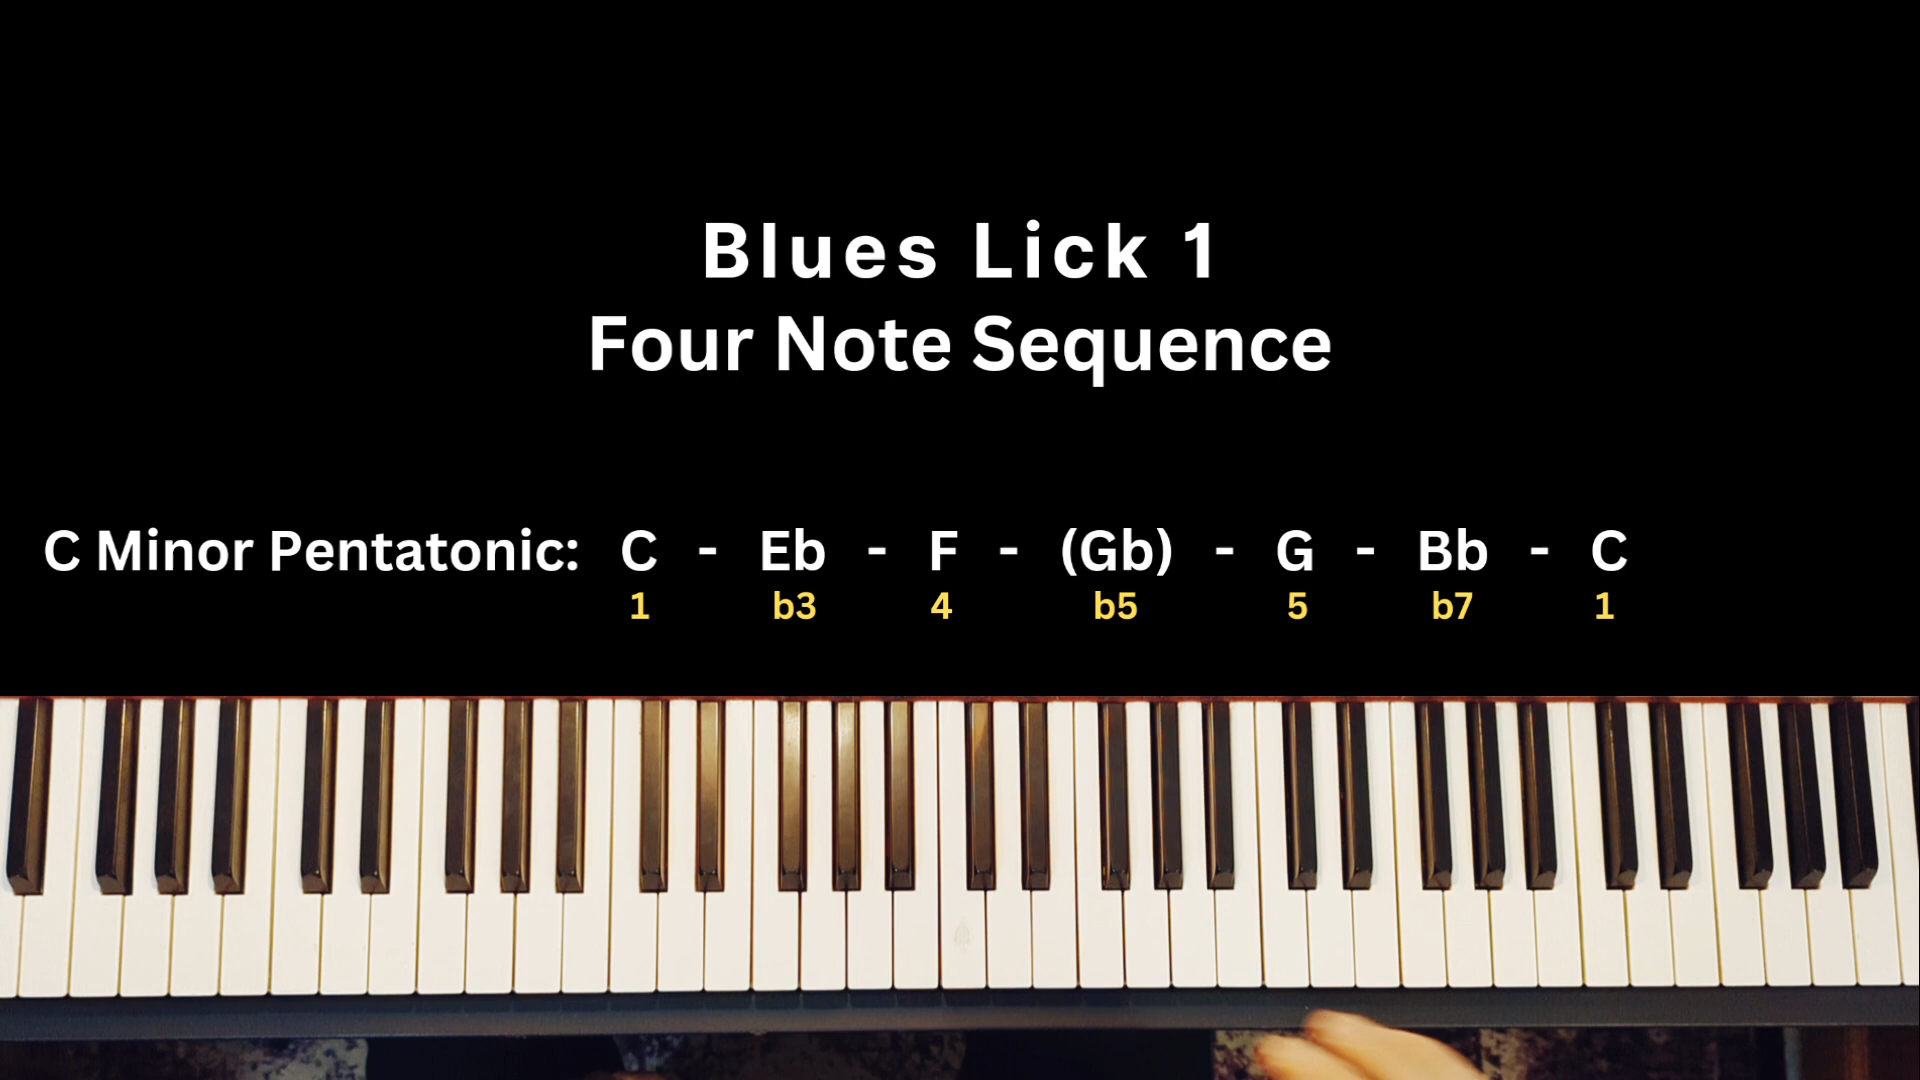 Blues Lick 1
Four Note Sequence
C Minor Pentatonic: C - Eb - F - (Gb) - G - Bb - C
1 b3 4 b5 5 b7 1